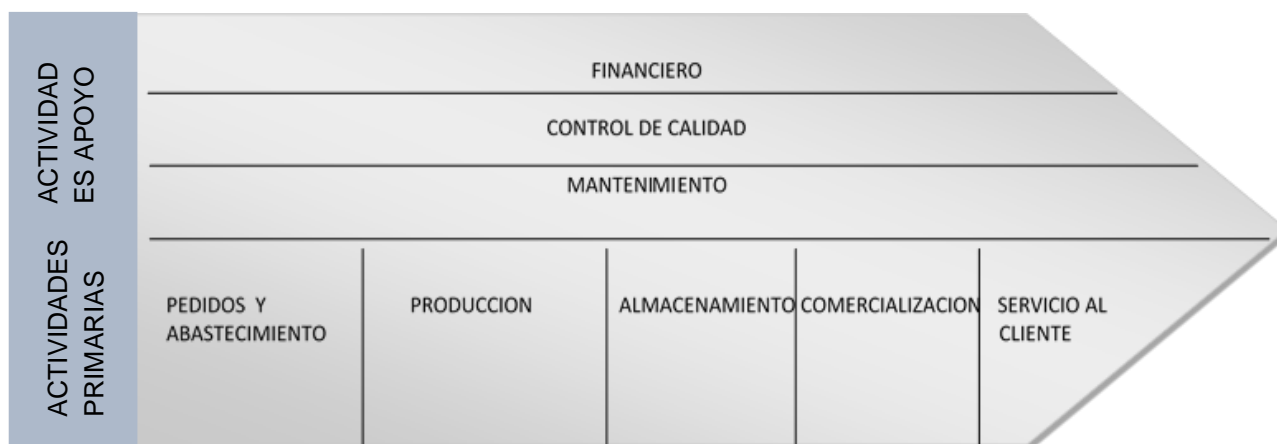 ACTIVIDAD
ES APOYO
FINANCIERO
CONTROL DE CALIDAD
MANTENIMIENTO
ACTIVIDADES
PRIMARIAS
PEDIDOS Y
ABASTECIMIENTO
PRODUCCION
ALMACENAMIENTO
COMERCIALIZACION
SERVICIO AL
CLIENTE